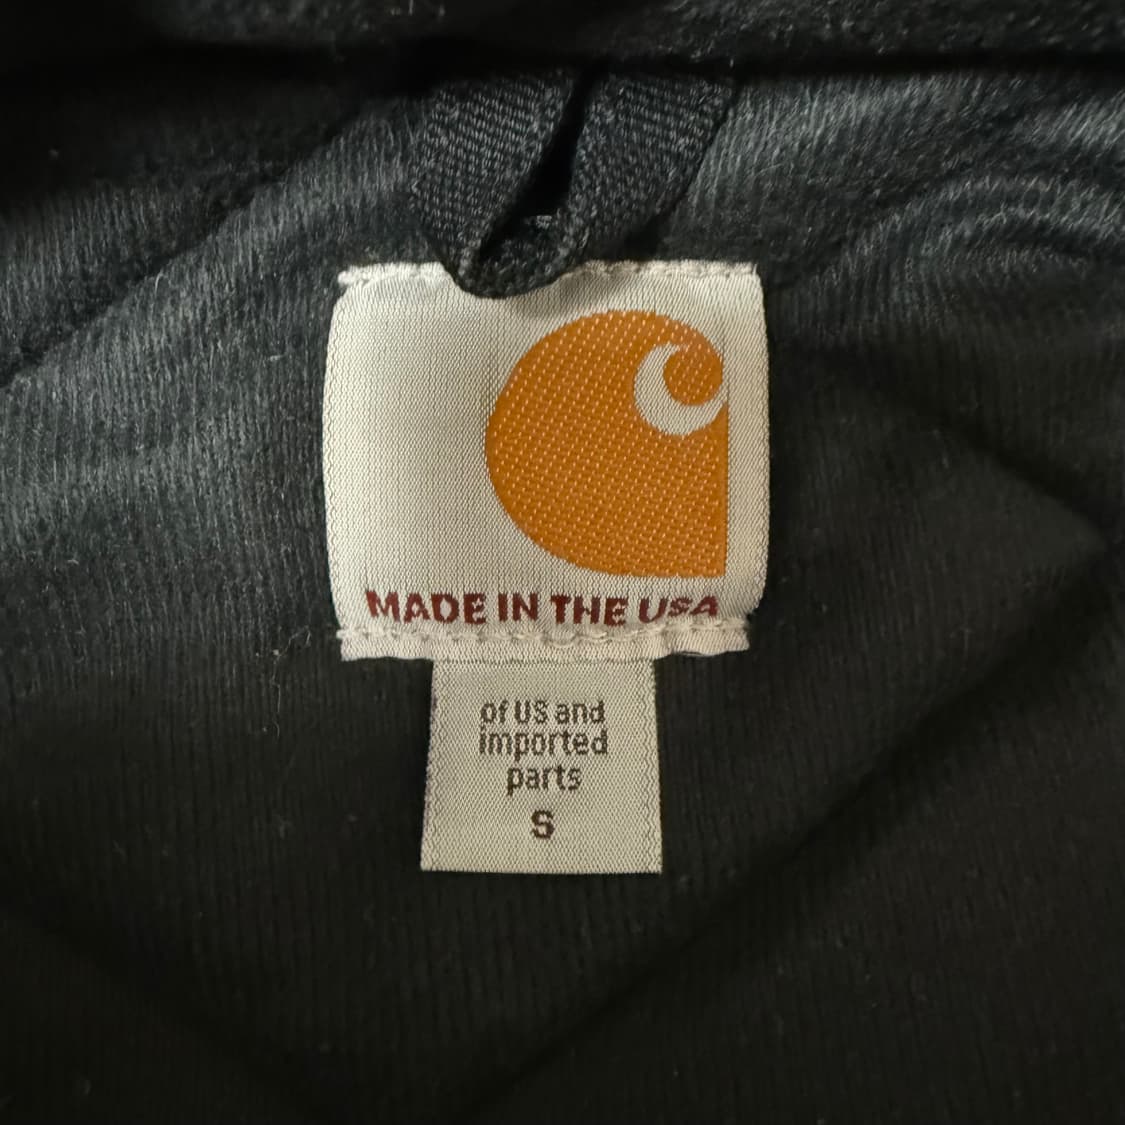 MADE IN THE USA
of US and
imported
parts
S